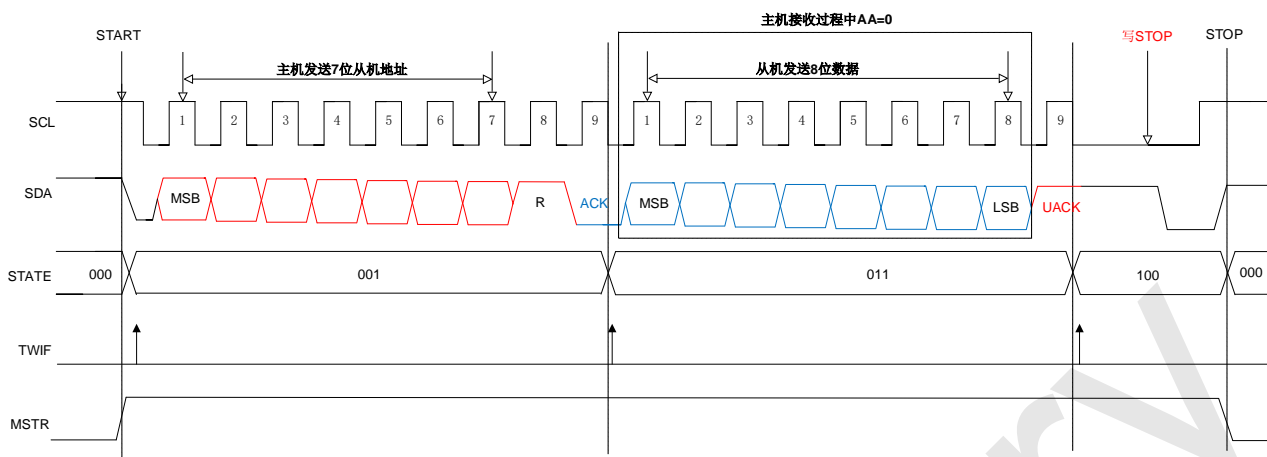 主机接收过程中AA=0
START
写STOP
STOP
主机发送7位从机地址
从机发送8位数据
SCL
1 2 3 4 5 6 7 8 9 1 2 3 4 5 6 7 8 9
SDA
MSB R ACK MSB LSB UACK
STATE
000 001 011 100 000
TWIF
MSTR